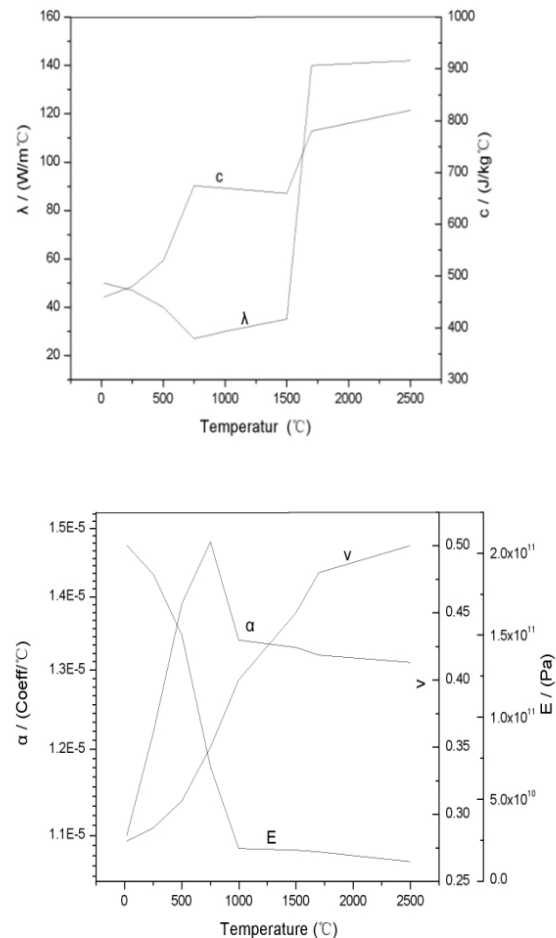 160
140
120
100
80
60
40
20
λ / (W/m℃)
1000
900
800
700
600
500
400
300
c / (J/kg℃)
c
λ
0 500 1000 1500 2000 2500
Temperatur (℃)
1.5E-5
1.4E-5
1.3E-5
1.2E-5
1.1E-5
α / (Coeff/℃)
0.50
0.45
0.40
0.35
0.30
0.25
v
2.0x10¹¹
1.5x10¹¹
1.0x10¹¹
5.0x10¹⁰
0.0
E / (Pa)
v
α
E
0 500 1000 1500 2000 2500
Temperature (℃)